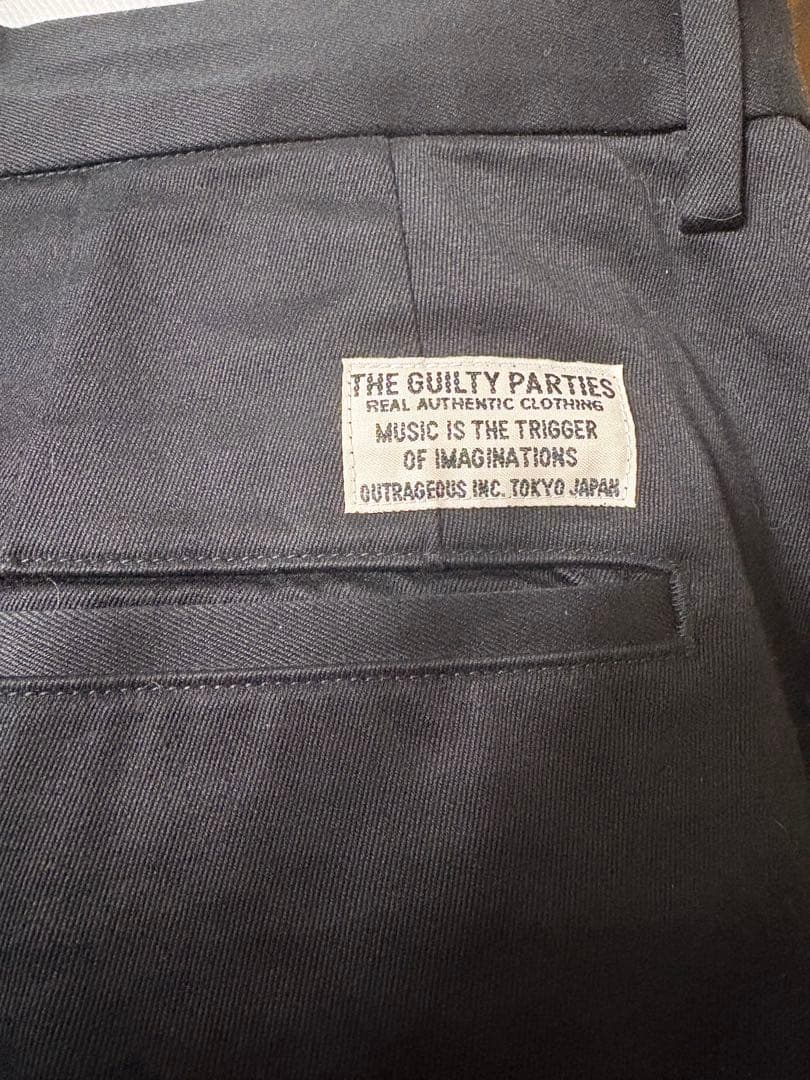 THE GUILTY PARTIES
REAL AUTHENTIC CLOTHING
MUSIC IS THE TRIGGER
OF IMAGINATIONS
OUTRAGEOUS INC. TOKYO JAPAN